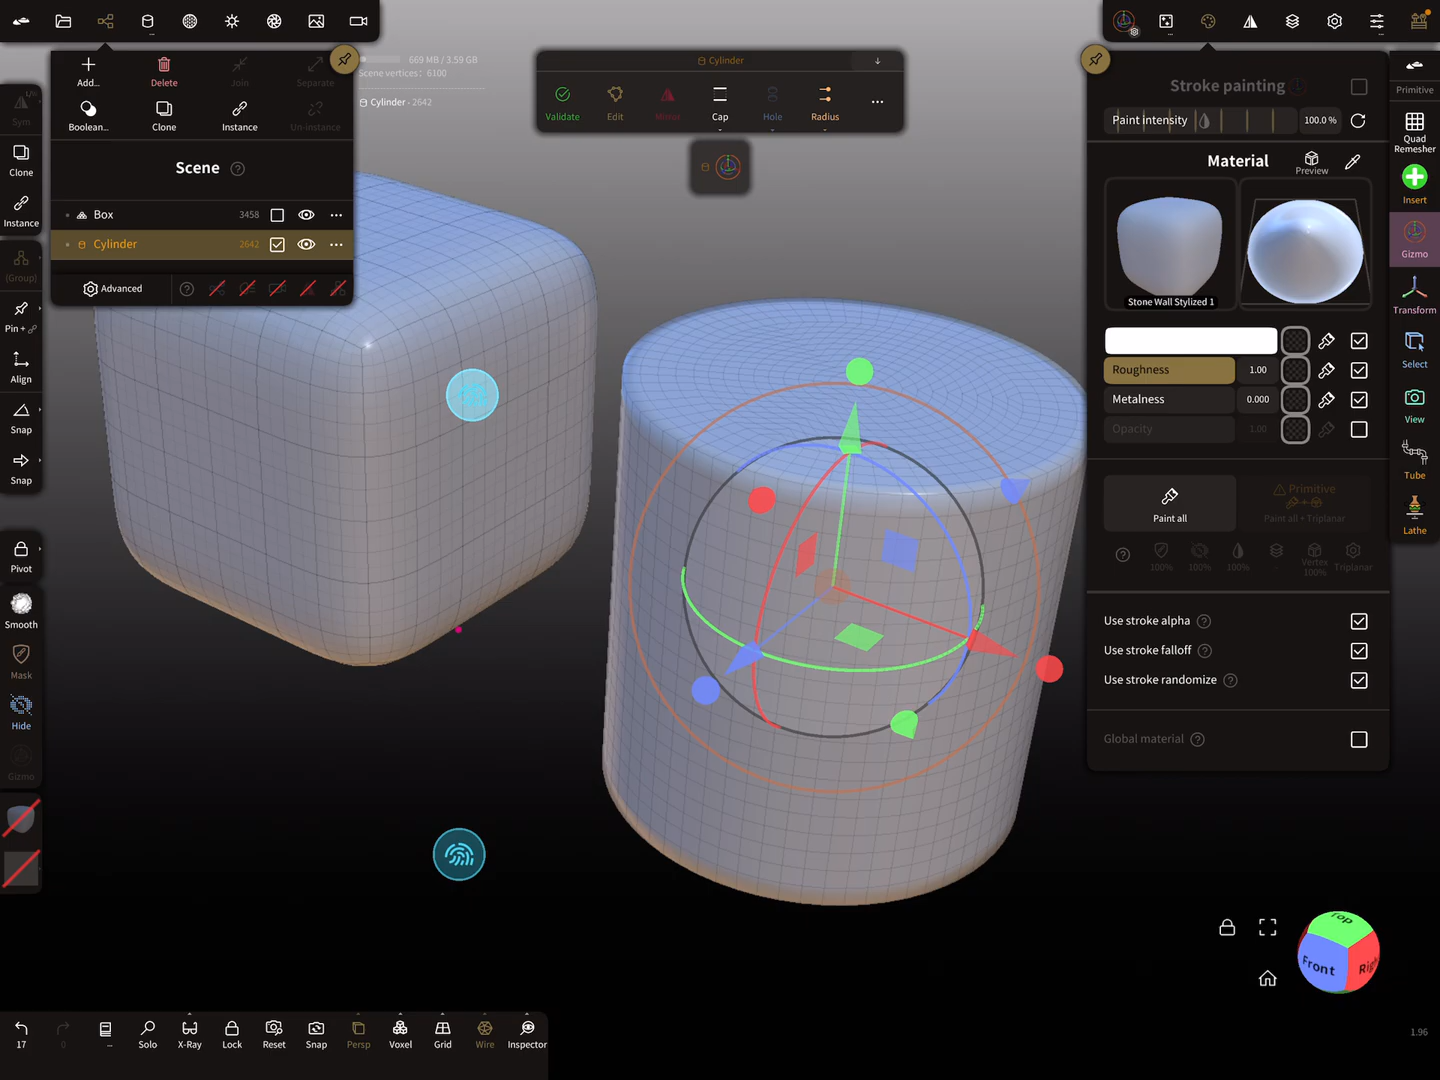 669 MB / 3.59 GB
Scene vertices: 6100
Cylinder - 2642
Add...
Delete
Join
Separate
Boolean...
Clone
Instance
Un-instance
Scene
Box 3458
Cylinder 2642
Advanced
Sym
Clone
Instance
(Group)
Pin +
Align
Snap
Snap
Pivot
Smooth
Mask
Hide
Gizmo
Cylinder
Validate
Edit
Mirror
Cap
Hole
Radius
Stroke painting
Paint intensity 100.0 %
Material
Preview
Stone Wall Stylized 1
Roughness 1.00
Metalness 0.000
Opacity 1.00
Paint all
Primitive
Paint all + Triplanar
100%
100%
100%
Vertex
100%
Triplanar
Use stroke alpha
Use stroke falloff
Use stroke randomize
Global material
Primitive
Quad
Remesher
Insert
Gizmo
Transform
Select
View
Tube
Lathe
Top
Front
1.96
17
0
Solo
X-Ray
Lock
Reset
Snap
Persp
Voxel
Grid
Wire
Inspector